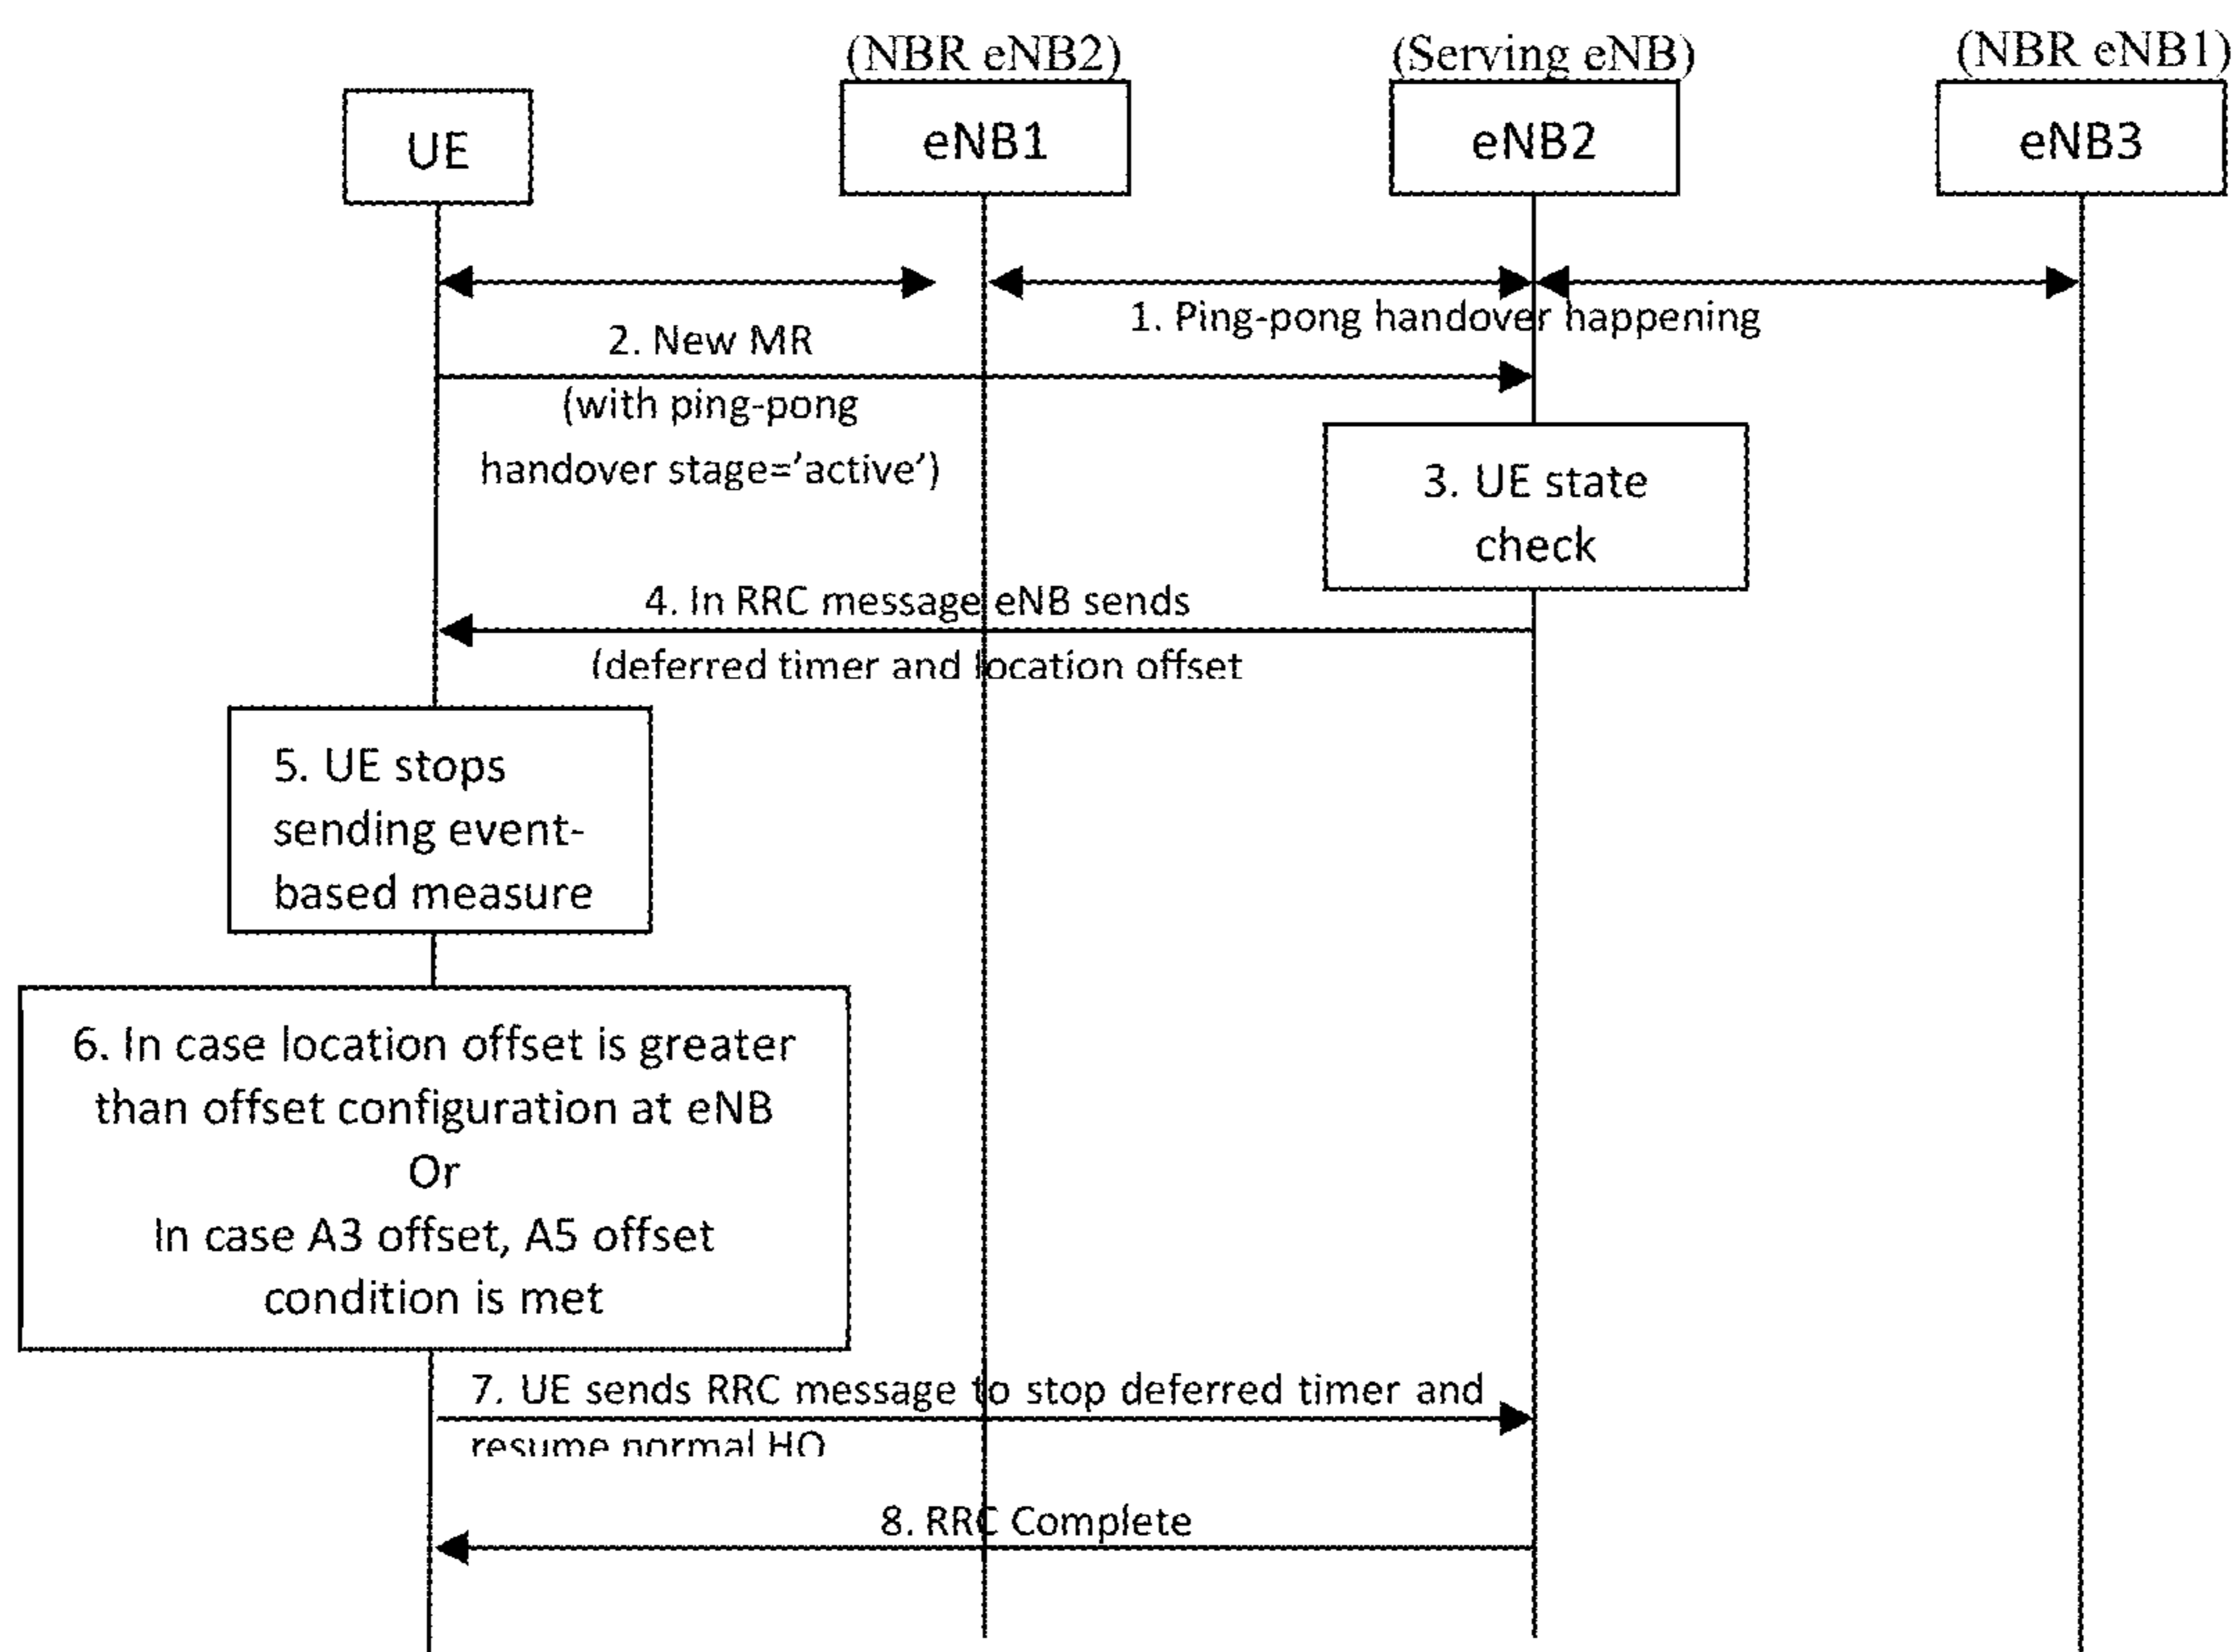 (NBR eNB2)
(Serving eNB)
(NBR eNB1)
UE
eNB1
eNB2
eNB3
1. Ping-pong handover happening
2. New MR
(with ping-pong
handover stage='active')
3. UE state
check
4. In RRC message eNB sends
(deferred timer and location offset
5. UE stops
sending event-
based measure
6. In case location offset is greater
than offset configuration at eNB
Or
In case A3 offset, A5 offset
condition is met
7. UE sends RRC message to stop deferred timer and
resume normal HO
8. RRC Complete